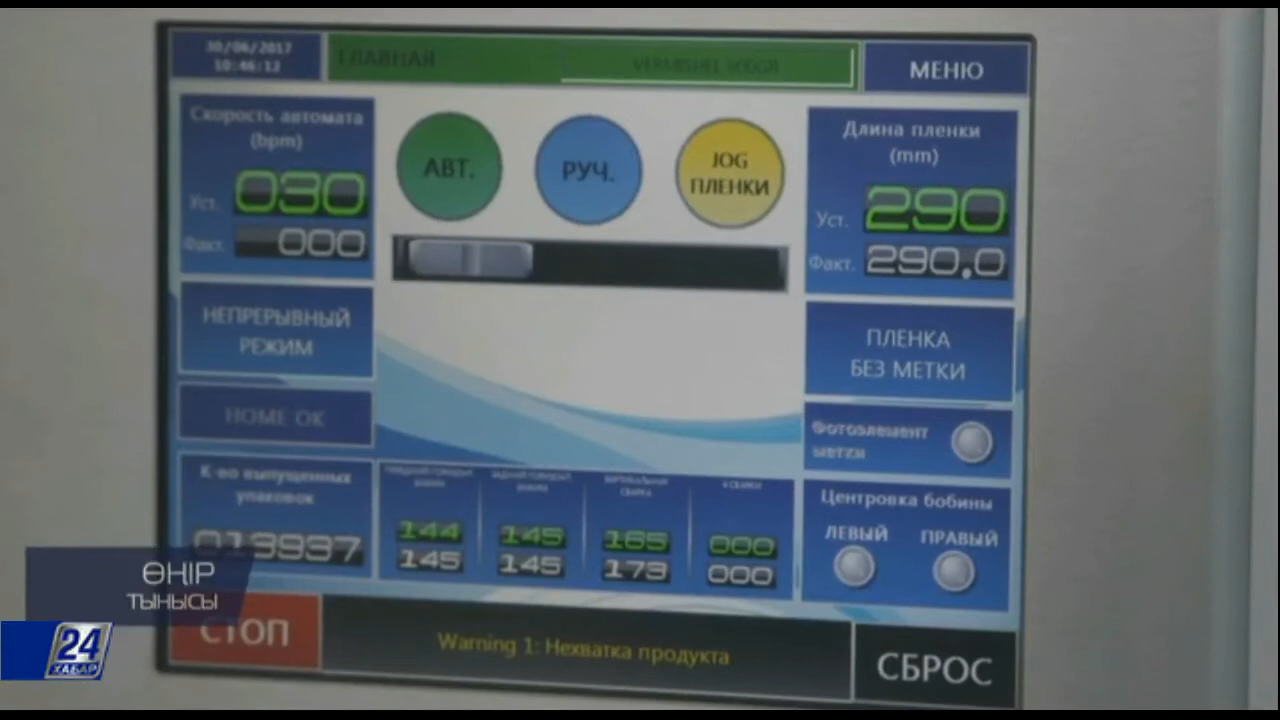 30/06/2017
10:46:12
ГЛАВНАЯ
МЕНЮ
Скорость автомата
(bpm)
Уст. 030
Факт. 000
АВТ.
РУЧ.
JOG
ПЛЕНКИ
Длина пленки
(mm)
Уст. 290
Факт. 290.0
НЕПРЕРЫВНЫЙ
РЕЖИМ
ПЛЕНКА
БЕЗ МЕТКИ
HOME OK
Фотоэлемент
метки
К-во выпущенных
упаковок
013937
144 145 165 000
145 145 173 000
Центровка бобины
ЛЕВЫЙ ПРАВЫЙ
СТОП
Warning 1: Нехватка продукта
СБРОС
ӨҢІР
ТЫНЫСЫ
24
ХАБАР